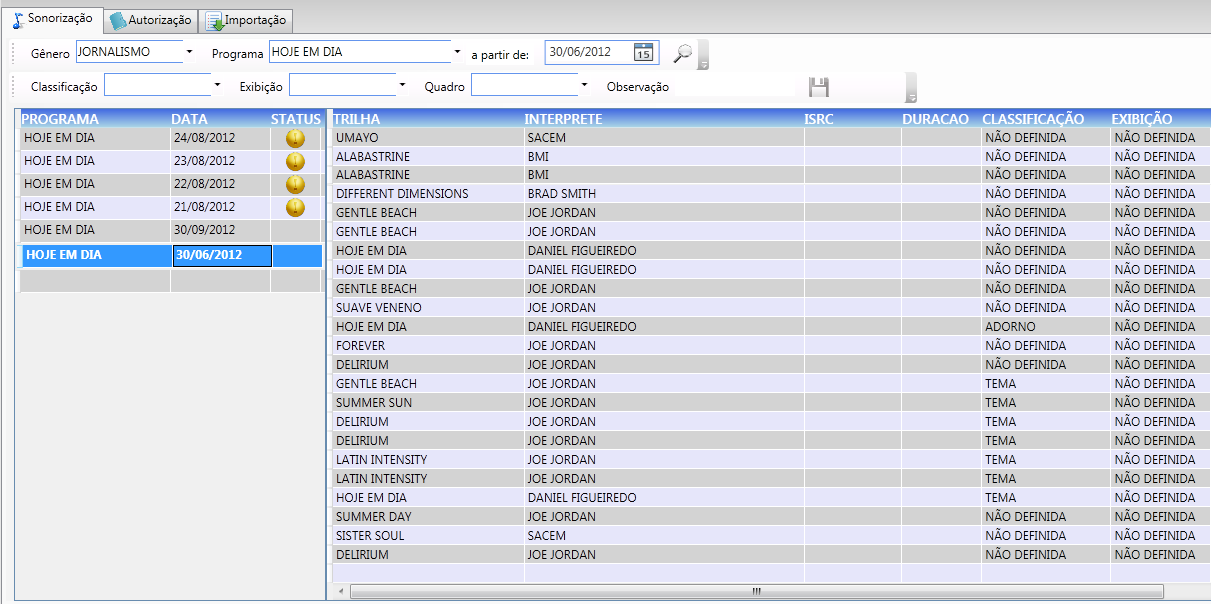 Sonorização Autorização Importação
Gênero JORNALISMO Programa HOJE EM DIA a partir de: 30/06/2012 15
Classificação Exibição Quadro Observação
PROGRAMA DATA STATUS
HOJE EM DIA 24/08/2012
HOJE EM DIA 23/08/2012
HOJE EM DIA 22/08/2012
HOJE EM DIA 21/08/2012
HOJE EM DIA 30/09/2012
HOJE EM DIA 30/06/2012
TRILHA INTERPRETE ISRC DURACAO CLASSIFICAÇÃO EXIBIÇÃO
UMAYO SACEM NÃO DEFINIDA NÃO DEFINIDA
ALABASTRINE BMI NÃO DEFINIDA NÃO DEFINIDA
ALABASTRINE BMI NÃO DEFINIDA NÃO DEFINIDA
DIFFERENT DIMENSIONS BRAD SMITH NÃO DEFINIDA NÃO DEFINIDA
GENTLE BEACH JOE JORDAN NÃO DEFINIDA NÃO DEFINIDA
GENTLE BEACH JOE JORDAN NÃO DEFINIDA NÃO DEFINIDA
HOJE EM DIA DANIEL FIGUEIREDO NÃO DEFINIDA NÃO DEFINIDA
HOJE EM DIA DANIEL FIGUEIREDO NÃO DEFINIDA NÃO DEFINIDA
GENTLE BEACH JOE JORDAN NÃO DEFINIDA NÃO DEFINIDA
SUAVE VENENO JOE JORDAN NÃO DEFINIDA NÃO DEFINIDA
HOJE EM DIA DANIEL FIGUEIREDO ADORNO NÃO DEFINIDA
FOREVER JOE JORDAN NÃO DEFINIDA NÃO DEFINIDA
DELIRIUM JOE JORDAN NÃO DEFINIDA NÃO DEFINIDA
GENTLE BEACH JOE JORDAN TEMA NÃO DEFINIDA
SUMMER SUN JOE JORDAN TEMA NÃO DEFINIDA
DELIRIUM JOE JORDAN TEMA NÃO DEFINIDA
DELIRIUM JOE JORDAN TEMA NÃO DEFINIDA
LATIN INTENSITY JOE JORDAN TEMA NÃO DEFINIDA
LATIN INTENSITY JOE JORDAN TEMA NÃO DEFINIDA
HOJE EM DIA DANIEL FIGUEIREDO TEMA NÃO DEFINIDA
SUMMER DAY JOE JORDAN NÃO DEFINIDA NÃO DEFINIDA
SISTER SOUL SACEM NÃO DEFINIDA NÃO DEFINIDA
DELIRIUM JOE JORDAN NÃO DEFINIDA NÃO DEFINIDA